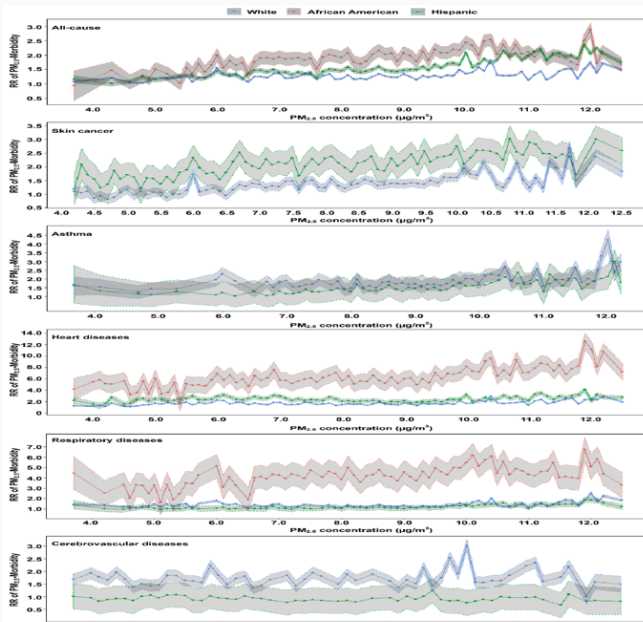 White African American Hispanic
All-cause
RR of PM2.5-Morbidity
3.0
2.5
2.0
1.5
1.0
0.5
4.0 5.0 6.0 7.0 8.0 9.0 10.0 11.0 12.0
PM2.5 concentration (μg/m³)
Skin cancer
RR of PM2.5-Morbidity
3.5
3.0
2.5
2.0
1.5
1.0
0.5
4.0 4.5 5.0 5.5 6.0 6.5 7.0 7.5 8.0 8.5 9.0 9.5 10.0 10.5 11.0 11.5 12.0 12.5
PM2.5 concentration (μg/m³)
Asthma
RR of PM2.5-Morbidity
4.5
4.0
3.5
3.0
2.5
2.0
1.5
1.0
4.0 5.0 6.0 7.0 8.0 9.0 10.0 11.0 12.0
PM2.5 concentration (μg/m³)
Heart diseases
RR of PM2.5-Morbidity
14.0
12.0
10.0
8.0
6.0
4.0
2.0
0
4.0 5.0 6.0 7.0 8.0 9.0 10.0 11.0 12.0
PM2.5 concentration (μg/m³)
Respiratory diseases
RR of PM2.5-Morbidity
7.0
6.0
5.0
4.0
3.0
2.0
1.0
4.0 5.0 6.0 7.0 8.0 9.0 10.0 11.0 12.0
PM2.5 concentration (μg/m³)
Cerebrovascular diseases
RR of PM2.5-Morbidity
3.0
2.5
2.0
1.5
1.0
0.5